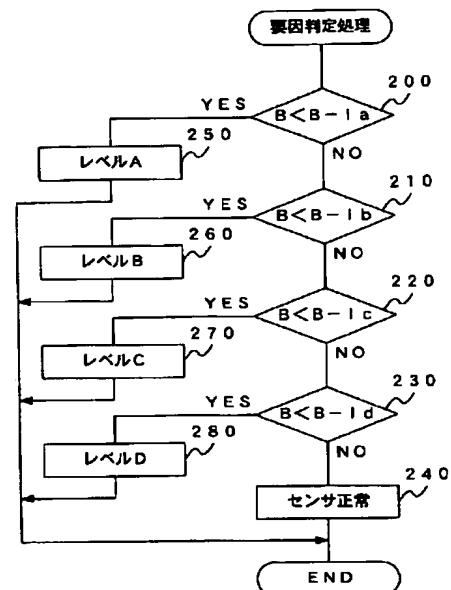 要因判定処理
200
YES
B<B-Ia
250
レベルA
NO
210
YES
B<B-Ib
260
レベルB
NO
220
YES
B<B-Ic
270
レベルC
NO
230
YES
B<B-Id
280
レベルD
NO
240
センサ正常
END